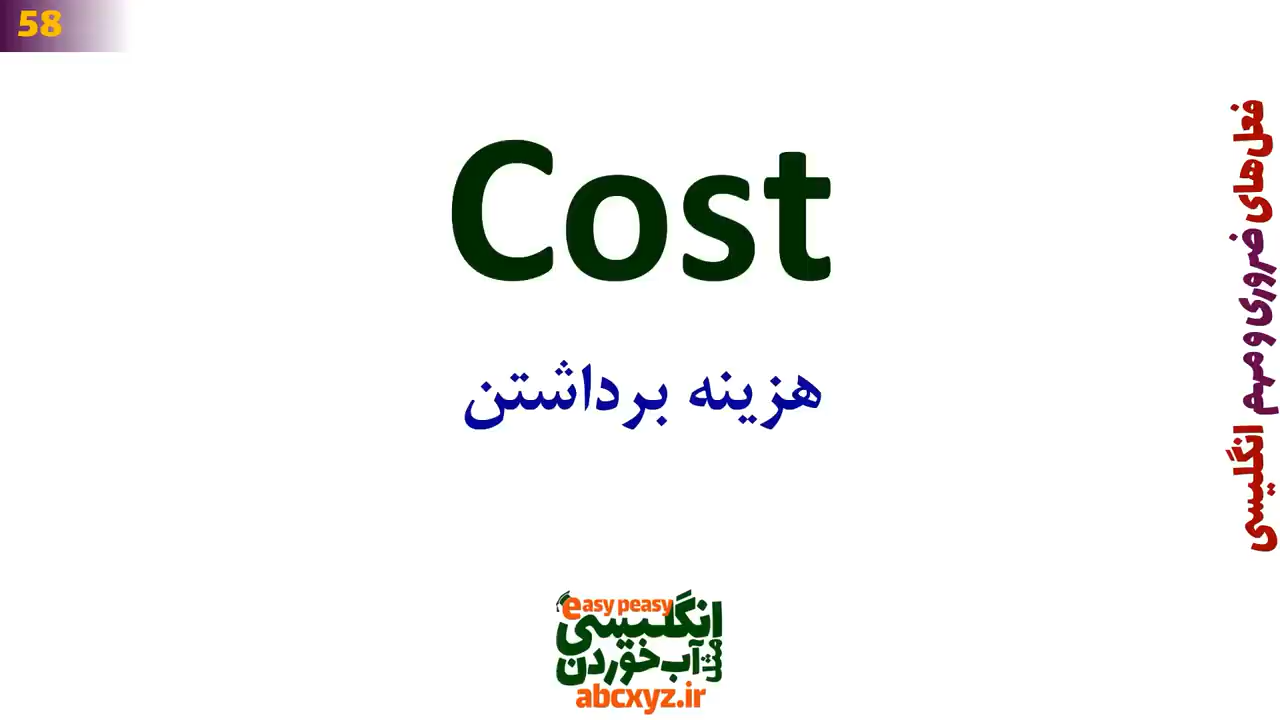 58
Cost
هزینه برداشتن
فعل‌های ضروری و مهم انگلیسی
easy peasy
انگلیسی
مثل آب خوردن
abcxyz.ir